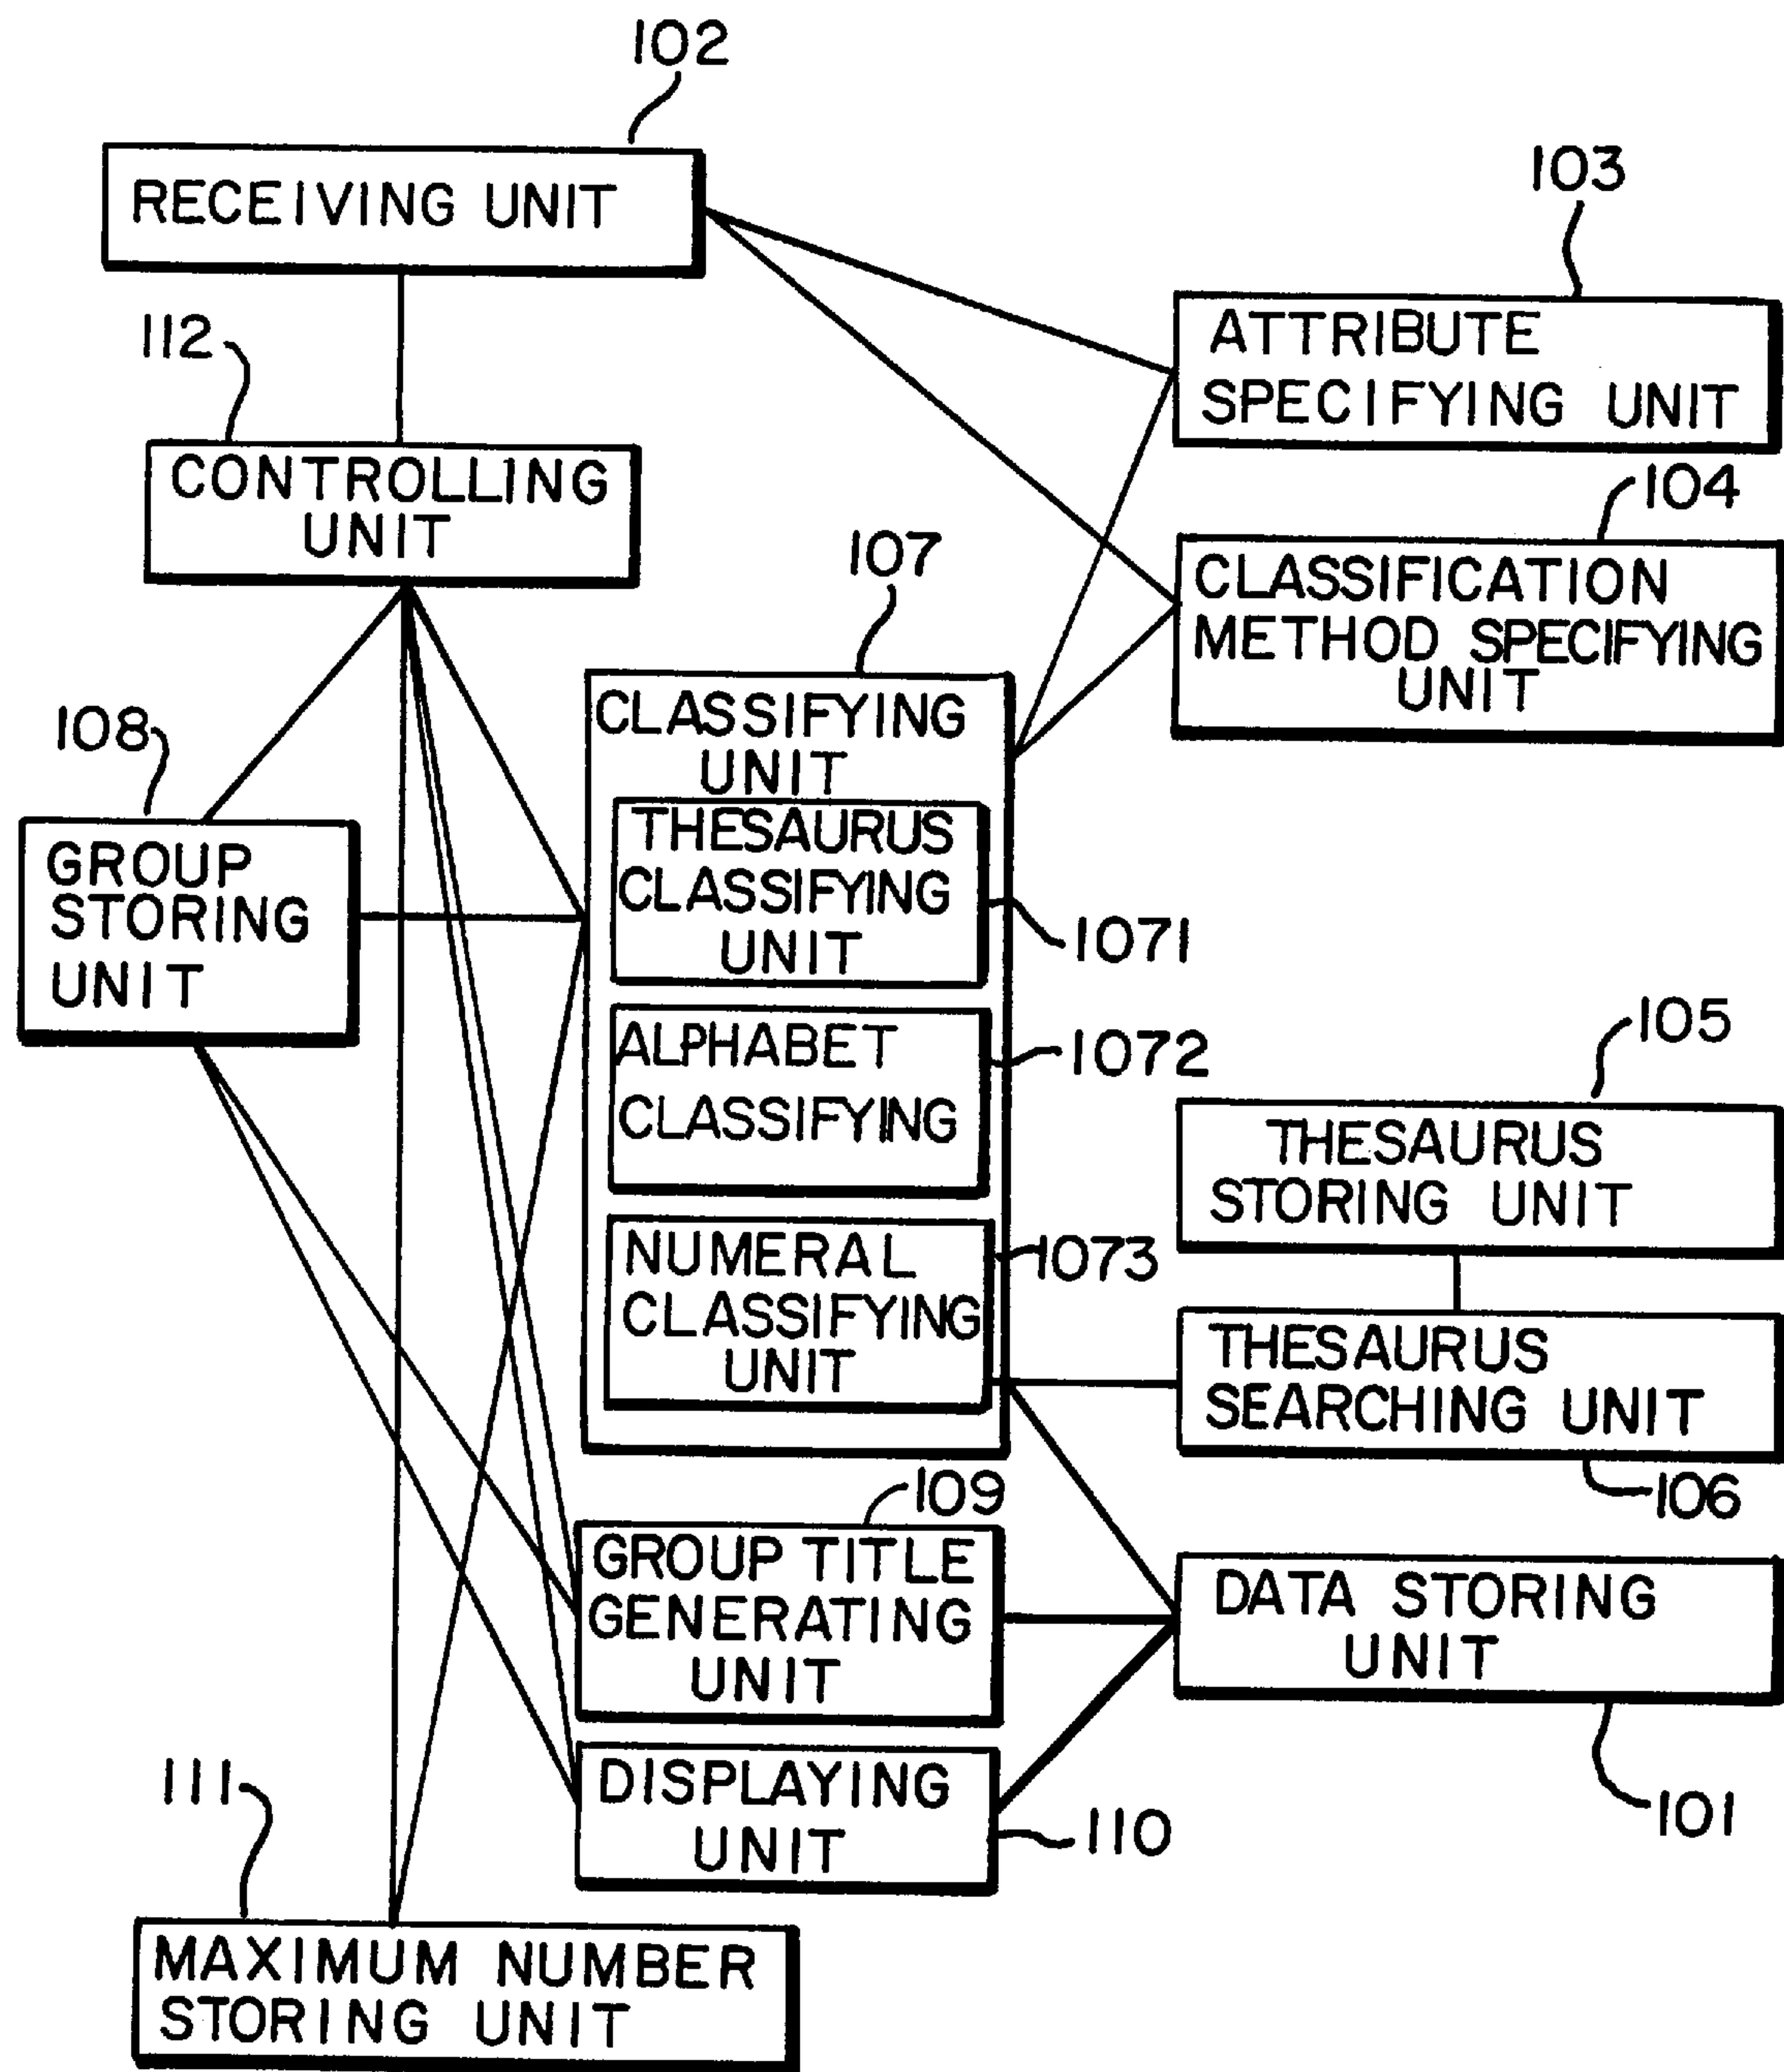 102
RECEIVING UNIT
103
ATTRIBUTE
SPECIFYING UNIT
112
CONTROLLING
UNIT
104
CLASSIFICATION
METHOD SPECIFYING
UNIT
107
CLASSIFYING
UNIT
THESAURUS
CLASSIFYING
UNIT
1071
108
GROUP
STORING
UNIT
ALPHABET
CLASSIFYING
1072
105
THESAURUS
STORING UNIT
NUMERAL
CLASSIFYING
UNIT
1073
THESAURUS
SEARCHING UNIT
106
109
GROUP TITLE
GENERATING
UNIT
DATA STORING
UNIT
101
DISPLAYING
UNIT
110
111
MAXIMUM NUMBER
STORING UNIT